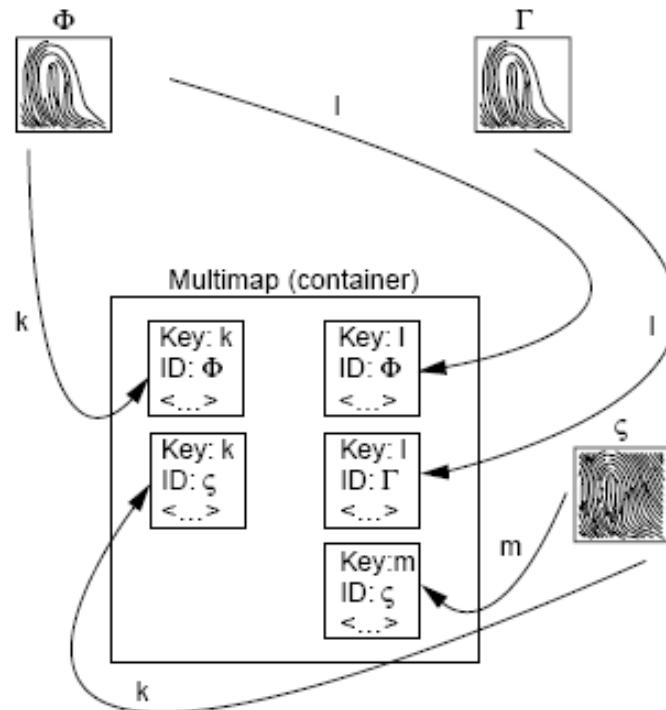 Φ
Γ
l
Multimap (container)
k
l
Key: k
ID: Φ
<...>
Key: l
ID: Φ
<...>
ς
Key: k
ID: ς
<...>
Key: l
ID: Γ
<...>
m
Key:m
ID: ς
<...>
k